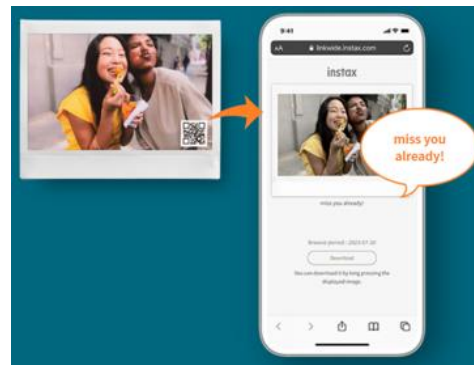 9:41
AA linkwide.instax.com
instax
miss you
already!
miss you already!
Browse period : 2023-07-30
Download
You can download it by long pressing the
displayed image.